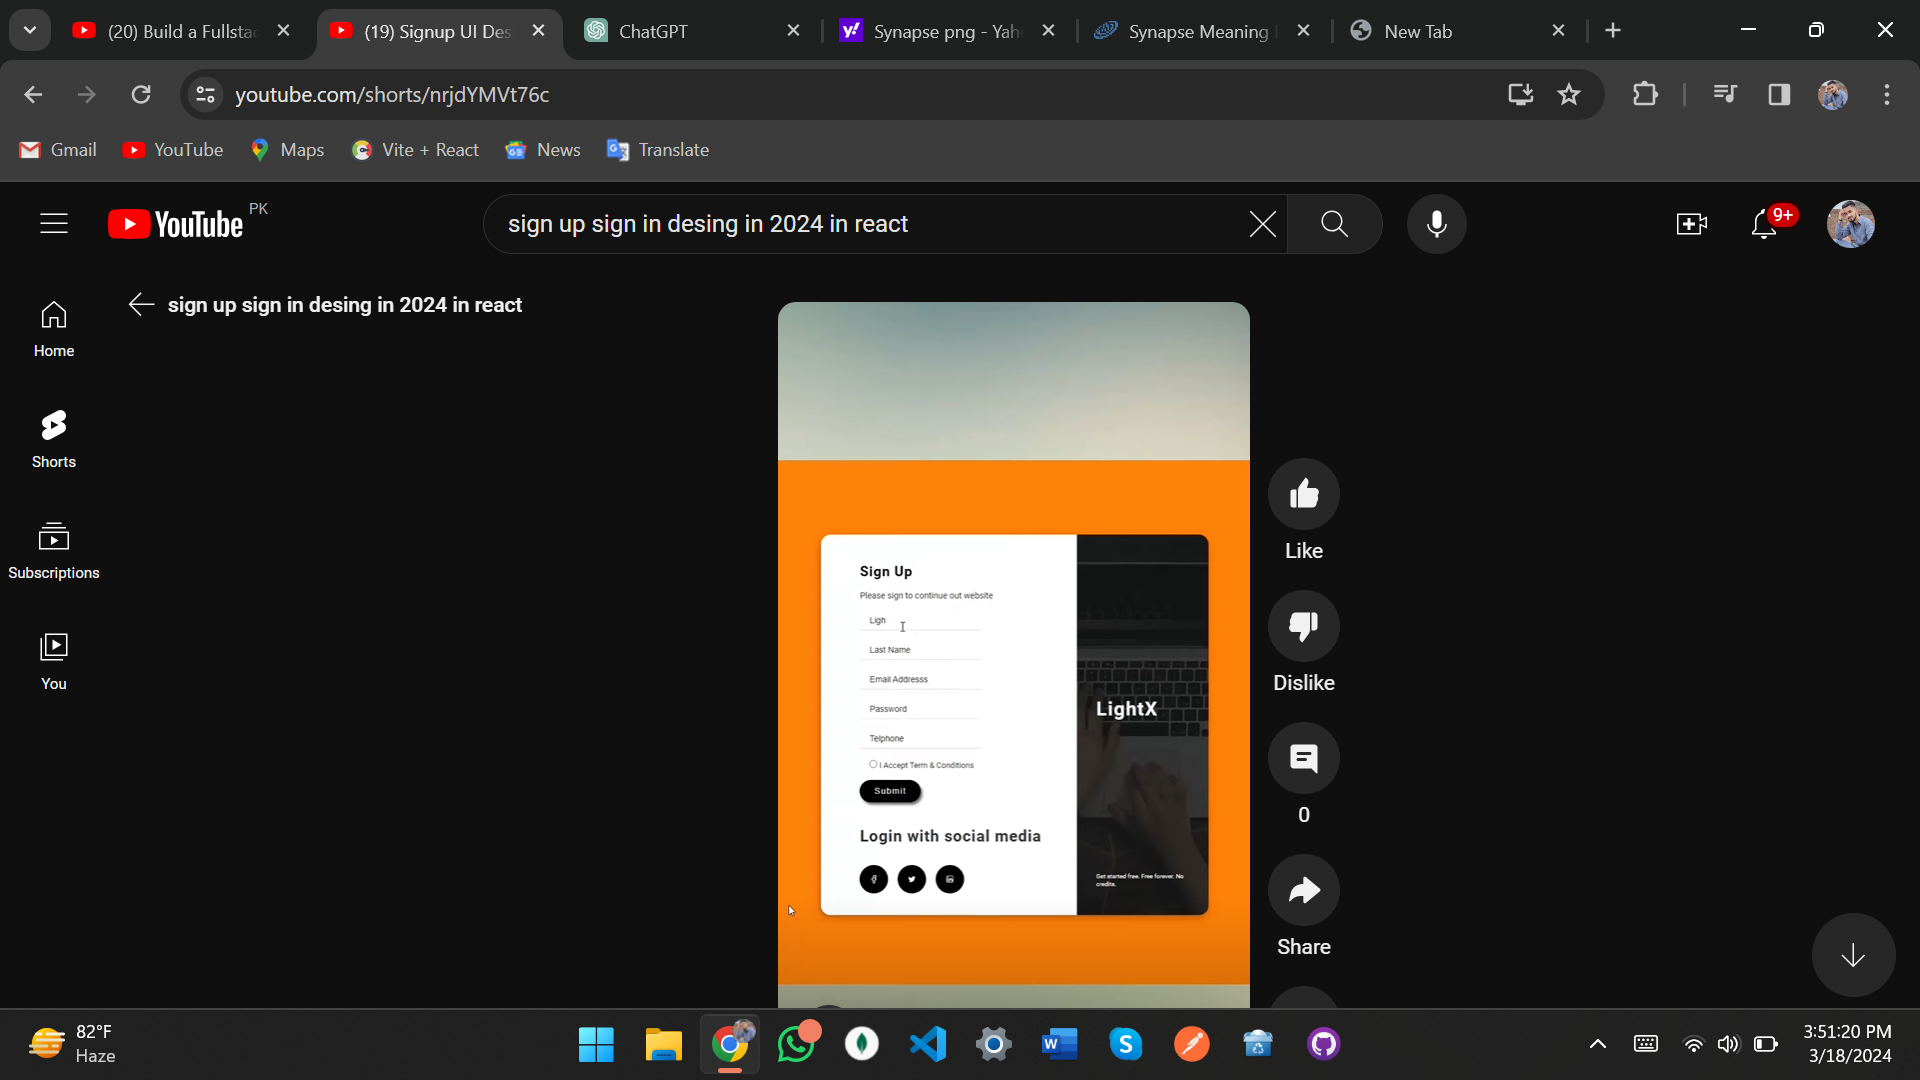 (20) Build a Fullsta
(19) Signup UI Des
ChatGPT
Synapse png - Yah
Synapse Meaning
New Tab
youtube.com/shorts/nrjdYMVt76c
Gmail
YouTube
Maps
Vite + React
News
Translate
YouTube PK
sign up sign in desing in 2024 in react
9+
sign up sign in desing in 2024 in react
Home
Shorts
Subscriptions
You
Sign Up
Please sign to continue out website
Ligh
Last Name
Email Addresss
Password
Telphone
I Accept Term & Conditions
Submit
Login with social media
LightX
Get started free. Free forever. No
credits.
Like
Dislike
0
Share
82°F
Haze
3:51:20 PM
3/18/2024